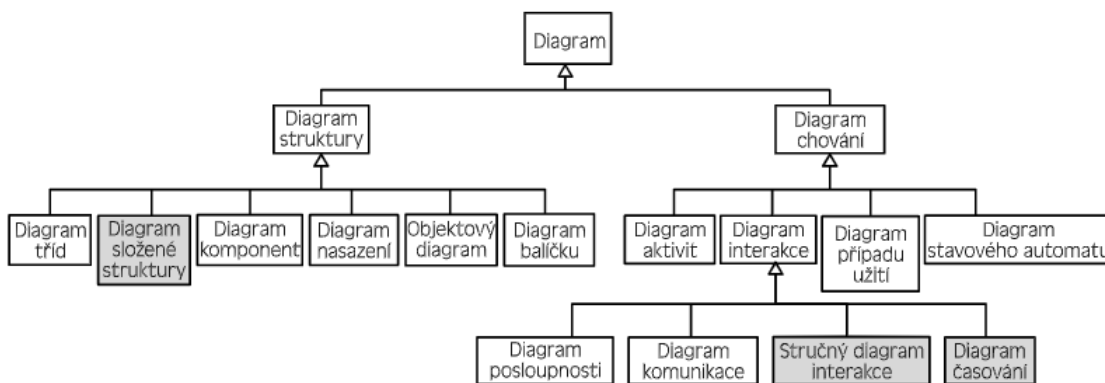 Diagram
Diagram
struktury
Diagram
chování
Diagram
tříd
Diagram
složené
struktury
Diagram
komponent
Diagram
nasazení
Objektový
diagram
Diagram
balíčku
Diagram
aktivit
Diagram
interakce
Diagram
případu
užití
Diagram
stavového automatu
Diagram
posloupnosti
Diagram
komunikace
Stručný diagram
interakce
Diagram
časování